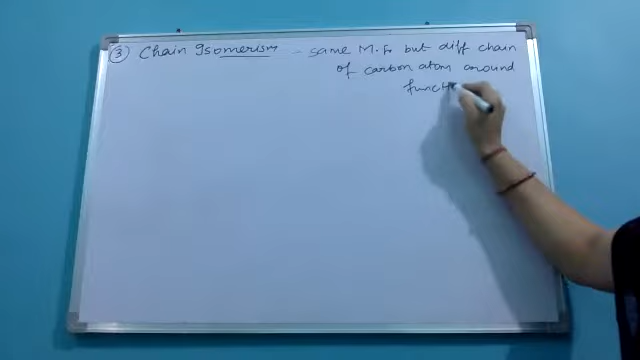 ③ Chain Isomerism - same M.F. but diff chain
of carbon atom around
funct